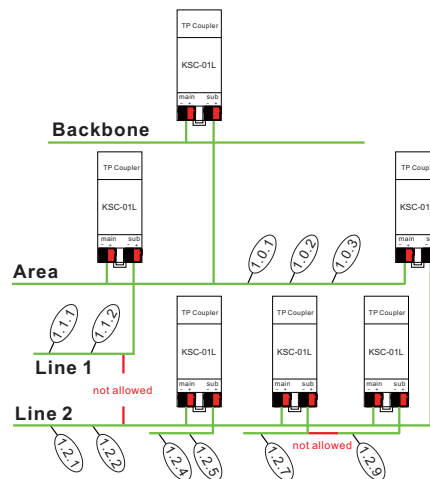 TP Coupler
KSC-01L
main sub
- + - +
Backbone
TP Coupler
KSC-01L
main sub
- + - +
TP Coupler
KSC-01L
main
- +
1.0.1
1.0.2
1.0.3
Area
1.1.1
1.1.2
Line 1
not allowed
TP Coupler
KSC-01L
main sub
- + - +
TP Coupler
KSC-01L
main sub
- + - +
TP Coupler
KSC-01L
main sub
- + - +
Line 2
not allowed
1.2.1
1.2.2
1.2.4
1.2.5
1.2.7
1.2.9